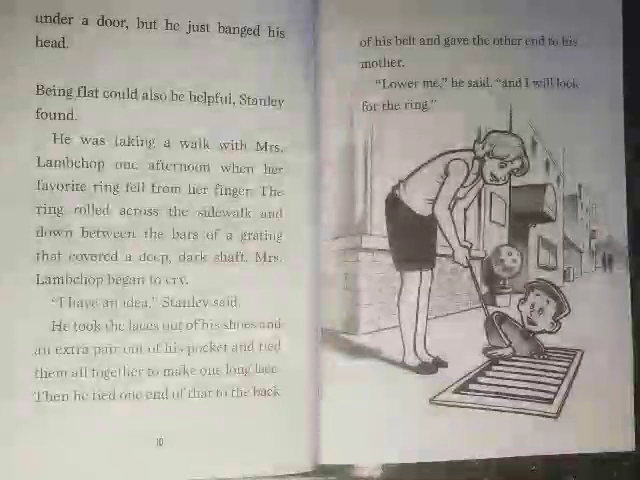 under a door, but he just banged his
head.
Being flat could also be helpful, Stanley
found.
He was taking a walk with Mrs.
Lambchop one afternoon when her
favorite ring fell from her finger. The
ring rolled across the sidewalk and
down between the bars of a grating
that covered a deep, dark shaft. Mrs.
Lambchop began to cry.
"I have an idea," Stanley said.
He took the laces out of his shoes and
an extra pair out of his pocket and tied
them all together to make one long lace.
Then he tied one end of that to the back
10
of his belt and gave the other end to his
mother.
"Lower me," he said, "and I will look
for the ring."